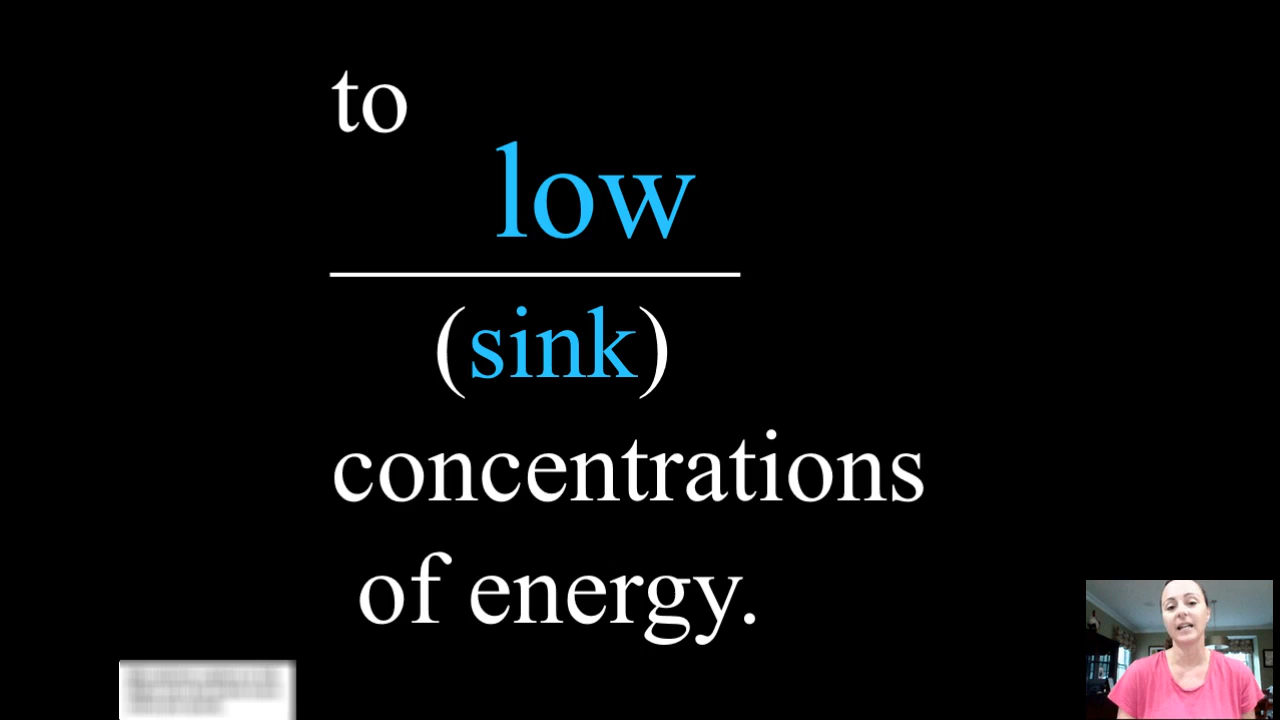 to
low
(sink)
concentrations
of energy.